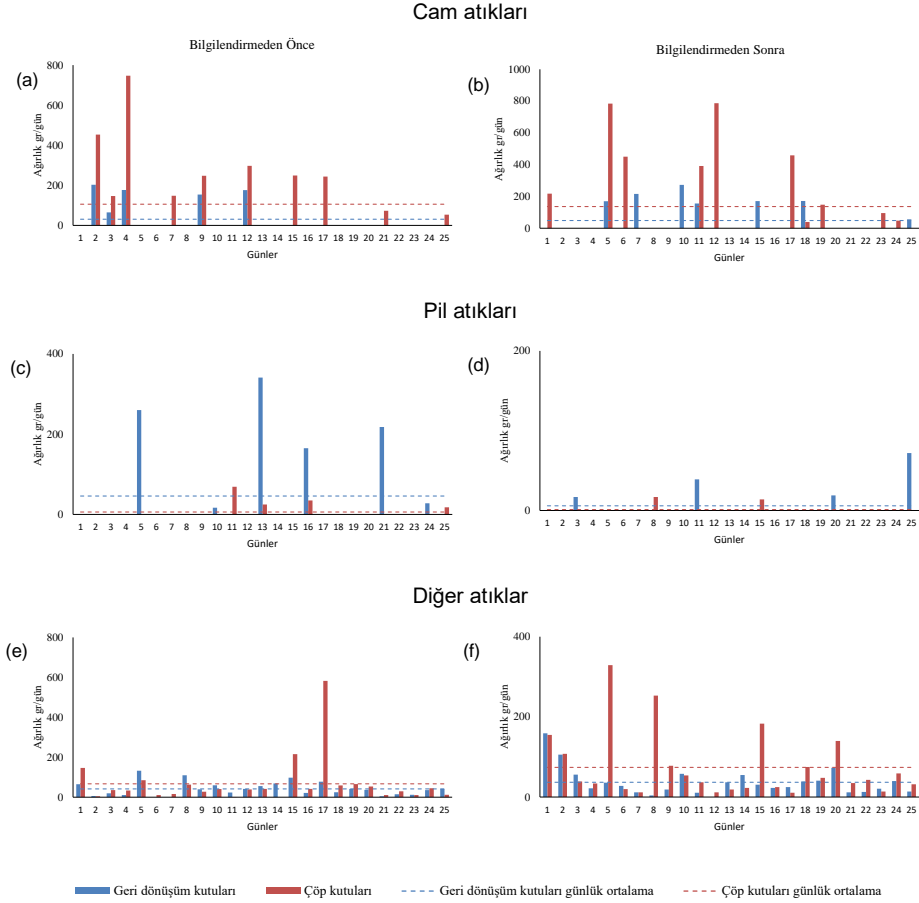 Cam atıkları
Bilgilendirmeden Önce
Bilgilendirmeden Sonra
(a)
Ağırlık gr/gün
800
600
400
200
0
1 2 3 4 5 6 7 8 9 10 11 12 13 14 15 16 17 18 19 20 21 22 23 24 25
Günler
(b)
Ağırlık gr/gün
1000
800
600
400
200
0
1 2 3 4 5 6 7 8 9 10 11 12 13 14 15 16 17 18 19 20 21 22 23 24 25
Günler
Pil atıkları
(c)
Ağırlık gr/gün
400
200
0
1 2 3 4 5 6 7 8 9 10 11 12 13 14 15 16 17 18 19 20 21 22 23 24 25
Günler
(d)
Ağırlık gr/gün
200
0
1 2 3 4 5 6 7 8 9 10 11 12 13 14 15 16 17 18 19 20 21 22 23 24 25
Günler
Diğer atıklar
(e)
Ağırlık gr/gün
800
600
400
200
0
1 2 3 4 5 6 7 8 9 10 11 12 13 14 15 16 17 18 19 20 21 22 23 24 25
Günler
(f)
Ağırlık gr/gün
400
200
0
1 2 3 4 5 6 7 8 9 10 11 12 13 14 15 16 17 18 19 20 21 22 23 24 25
Günler
Geri dönüşüm kutuları
Çöp kutuları
Geri dönüşüm kutuları günlük ortalama
Çöp kutuları günlük ortalama